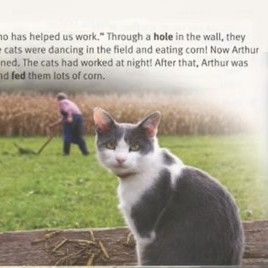 ho has helped us work.” Through a hole in the wall, they
e cats were dancing in the field and eating corn! Now Arthur
ned. The cats had worked at night! After that, Arthur was
nd fed them lots of corn.